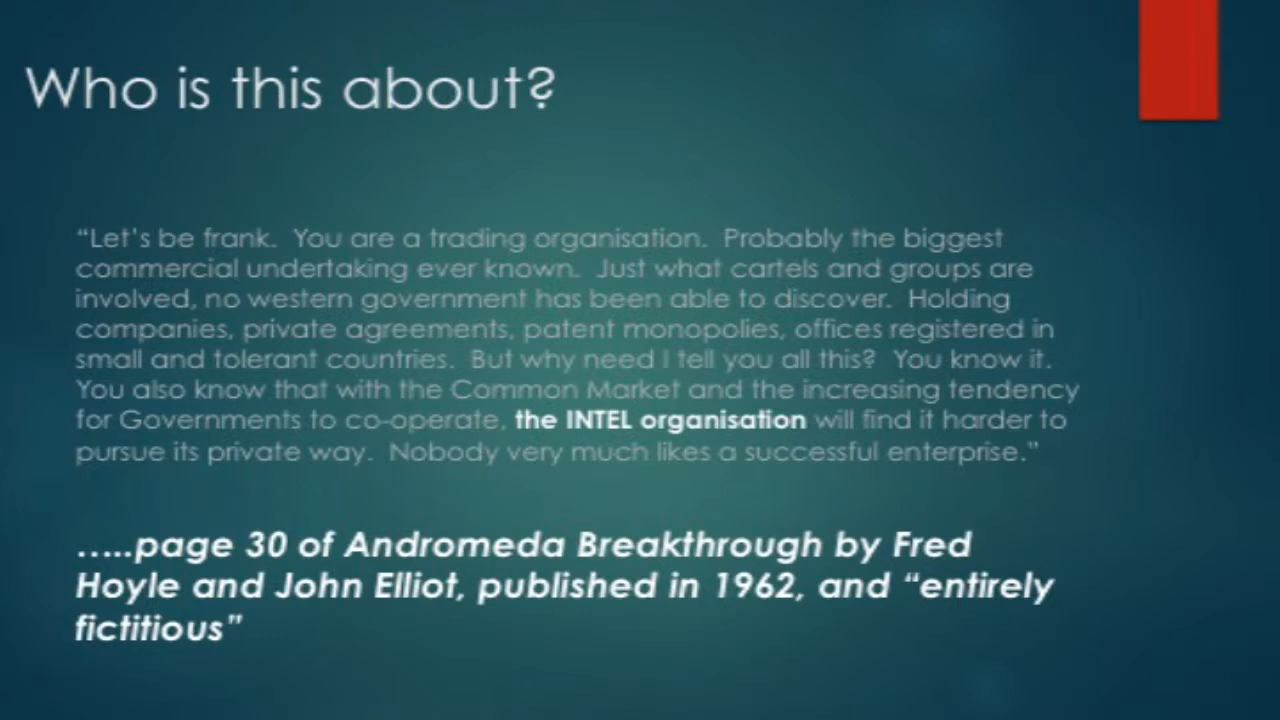 Who is this about?
“Let’s be frank.  You are a trading organisation.  Probably the biggest
commercial undertaking ever known.  Just what cartels and groups are
involved, no western government has been able to discover.  Holding
companies, private agreements, patent monopolies, offices registered in
small and tolerant countries.  But why need I tell you all this?  You know it.
You also know that with the Common Market and the increasing tendency
for Governments to co-operate, the INTEL organisation will find it harder to
pursue its private way.  Nobody very much likes a successful enterprise.”
…..page 30 of Andromeda Breakthrough by Fred
Hoyle and John Elliot, published in 1962, and “entirely
fictitious”